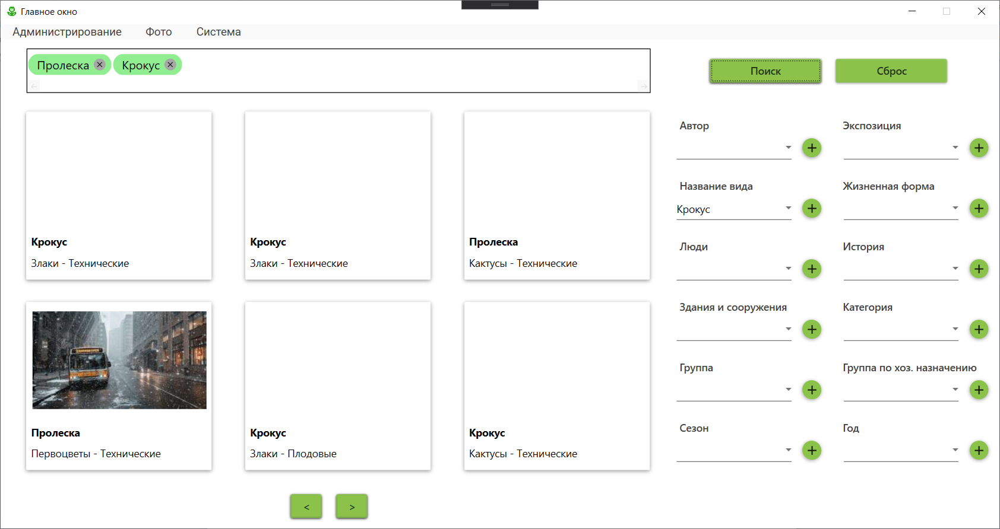 Главное окно
Администрирование Фото Система
Пролеска Крокус
Поиск Сброс
Крокус
Злаки - Технические
Крокус
Злаки - Технические
Пролеска
Кактусы - Технические
Пролеска
Первоцветы - Технические
Крокус
Злаки - Плодовые
Крокус
Кактусы - Технические
< >
Автор Экспозиция
Название вида Жизненная форма
Крокус
Люди История
Здания и сооружения Категория
Группа Группа по хоз. назначению
Сезон Год